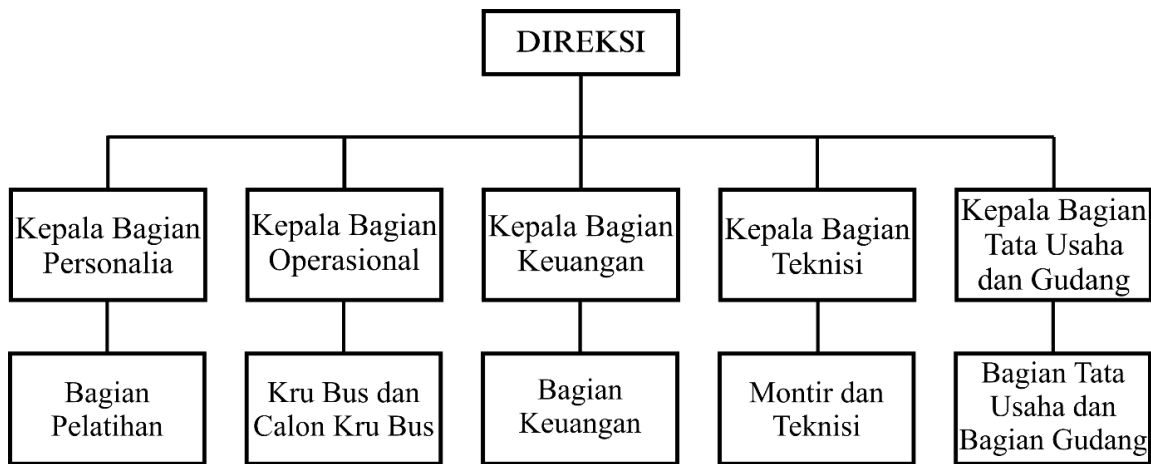 DIREKSI
Kepala Bagian
Personalia
Kepala Bagian
Operasional
Kepala Bagian
Keuangan
Kepala Bagian
Teknisi
Kepala Bagian
Tata Usaha
dan Gudang
Bagian
Pelatihan
Kru Bus dan
Calon Kru Bus
Bagian
Keuangan
Montir dan
Teknisi
Bagian Tata
Usaha dan
Bagian Gudang